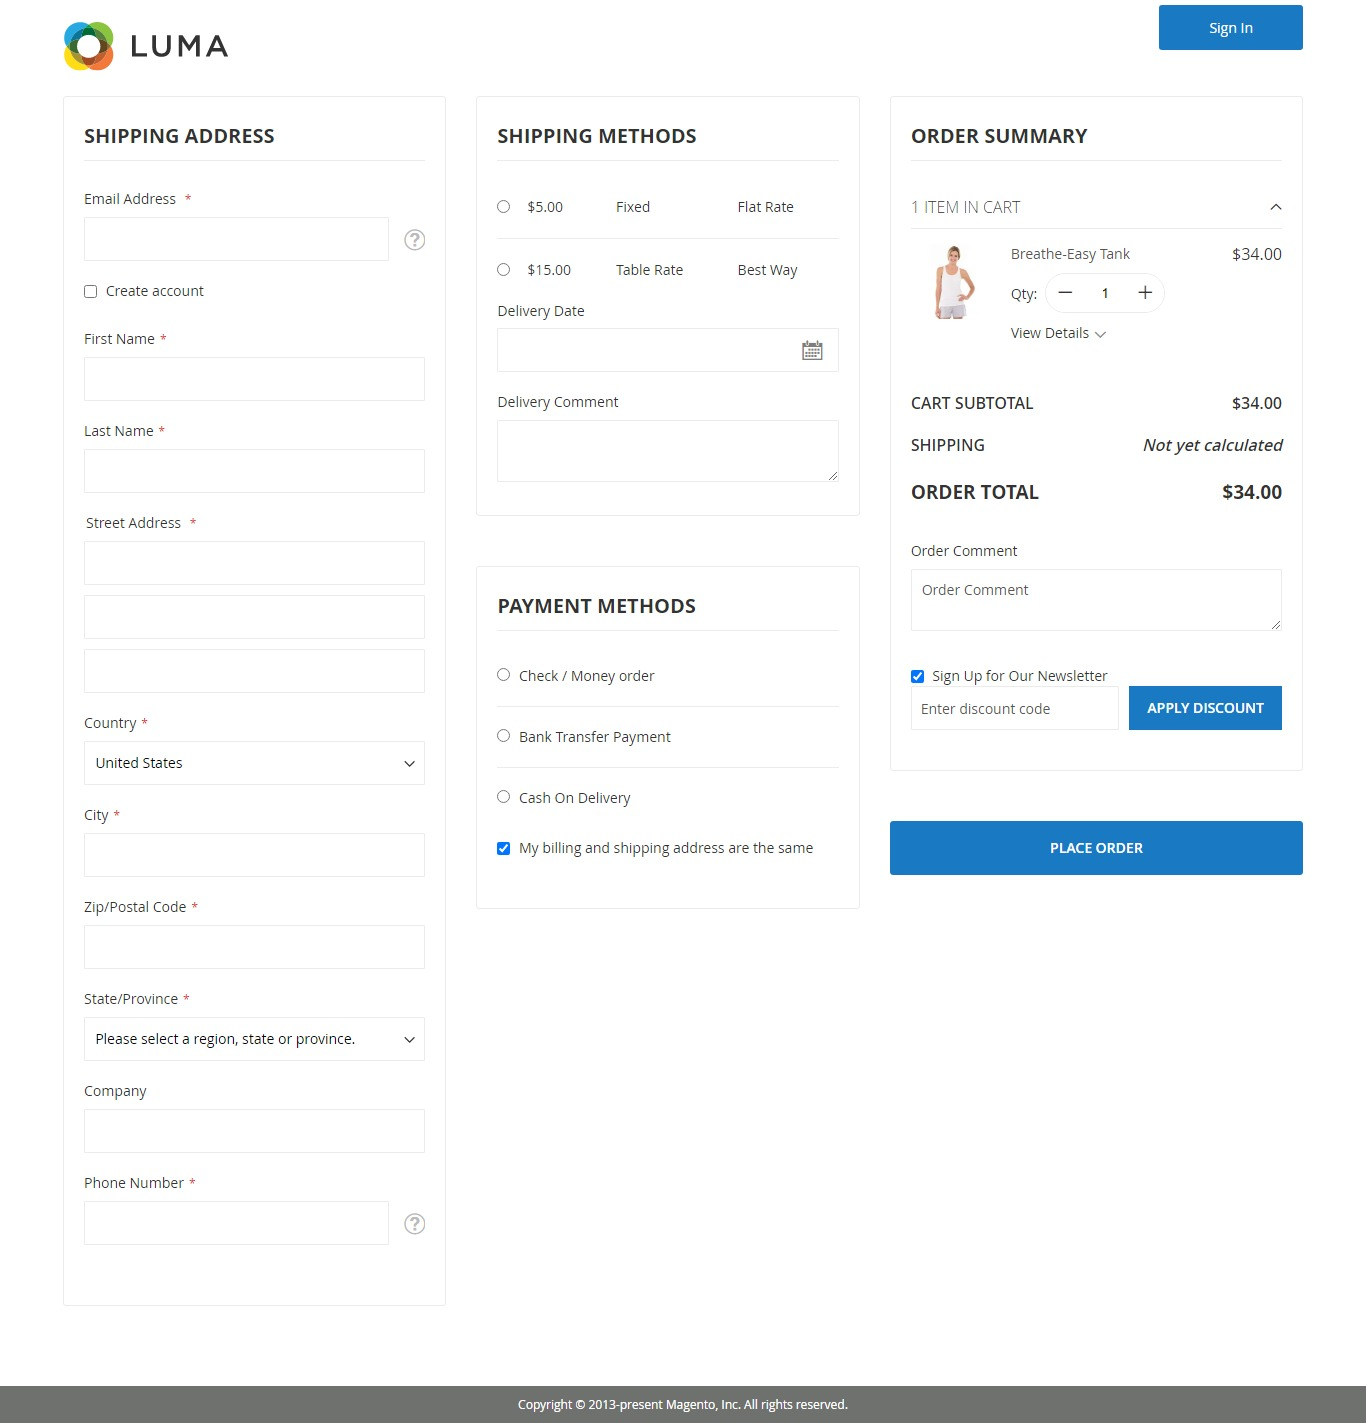 LUMA
Sign In
SHIPPING ADDRESS
Email Address *
Create account
First Name *
Last Name *
Street Address *
Country *
United States
City *
Zip/Postal Code *
State/Province *
Please select a region, state or province.
Company
Phone Number *
SHIPPING METHODS
$5.00 Fixed Flat Rate
$15.00 Table Rate Best Way
Delivery Date
Delivery Comment
PAYMENT METHODS
Check / Money order
Bank Transfer Payment
Cash On Delivery
My billing and shipping address are the same
ORDER SUMMARY
1 ITEM IN CART
Breathe-Easy Tank $34.00
Qty: 1
View Details
CART SUBTOTAL $34.00
SHIPPING Not yet calculated
ORDER TOTAL $34.00
Order Comment
Order Comment
Sign Up for Our Newsletter
Enter discount code APPLY DISCOUNT
PLACE ORDER
Copyright © 2013-present Magento, Inc. All rights reserved.